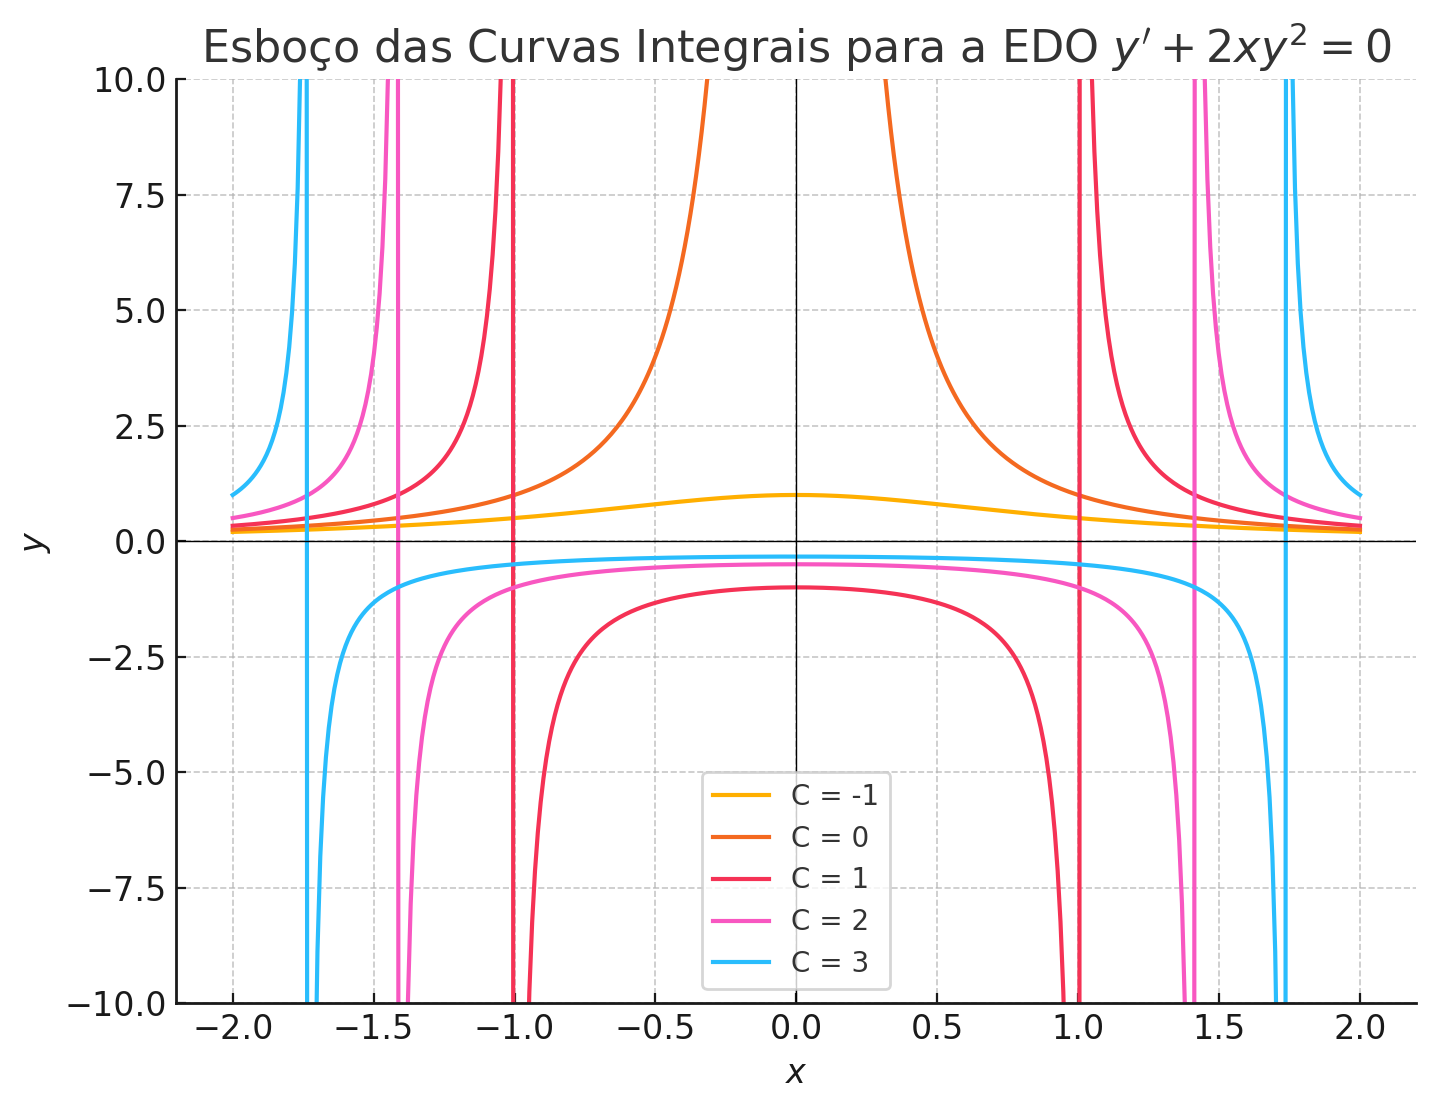 Esboço das Curvas Integrais para a EDO y′ + 2xy² = 0
10.0
7.5
5.0
2.5
0.0
−2.5
−5.0
−7.5
−10.0
y
C = -1
C = 0
C = 1
C = 2
C = 3
−2.0 −1.5 −1.0 −0.5 0.0 0.5 1.0 1.5 2.0
x